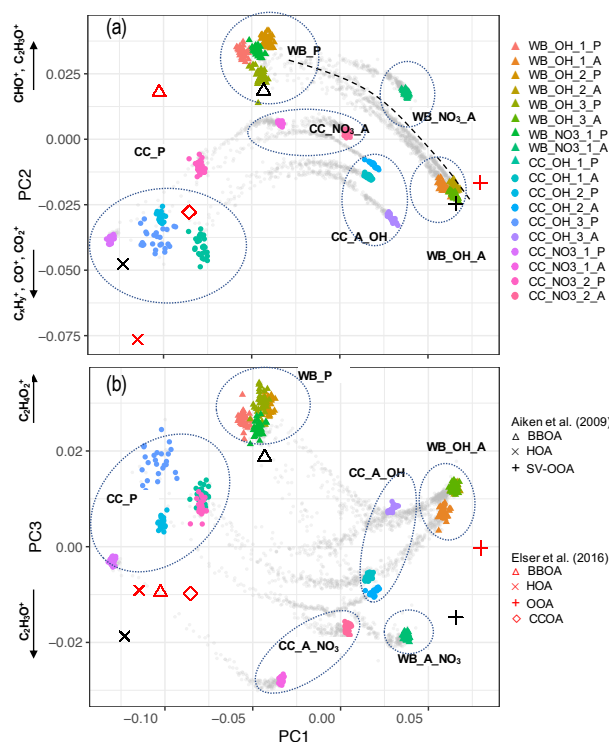 (a)
CHO⁺, C₂H₃O⁺
CₓHᵧ⁺, CO⁺, CO₂⁺
PC2
0.025
0.000
−0.025
−0.050
−0.075
WB_P
WB_NO₃_A
CC_NO₃_A
CC_P
CC_A_OH
WB_OH_A
(b)
C₂H₄O₂⁺
C₂H₃O⁺
PC3
0.02
0.00
−0.02
WB_P
WB_OH_A
CC_A_OH
CC_P
CC_A_NO₃
WB_A_NO₃
−0.10
−0.05
0.00
0.05
PC1
WB_OH_1_P
WB_OH_1_A
WB_OH_2_P
WB_OH_2_A
WB_OH_3_P
WB_OH_3_A
WB_NO3_1_P
WB_NO3_1_A
CC_OH_1_P
CC_OH_1_A
CC_OH_2_P
CC_OH_2_A
CC_OH_3_P
CC_OH_3_A
CC_NO3_1_P
CC_NO3_1_A
CC_NO3_2_P
CC_NO3_2_A
Aiken et al. (2009)
BBOA
HOA
SV-OOA
Elser et al. (2016)
BBOA
HOA
OOA
CCOA